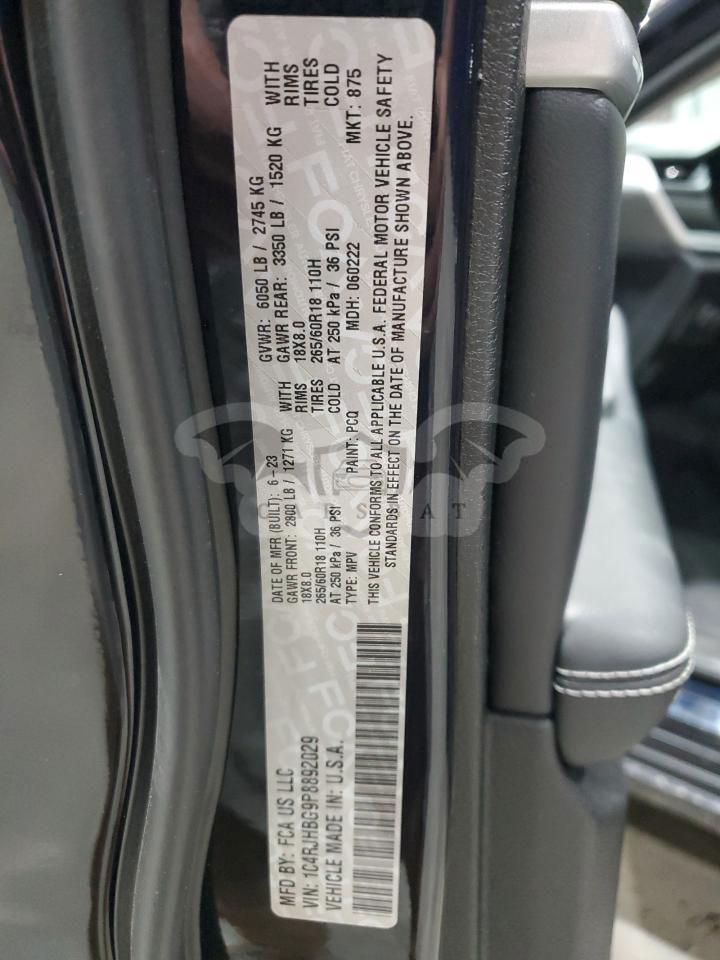 MFD BY: FCA US LLC
DATE OF MFR (BUILT): 6-23
GVWR: 6050 LB / 2745 KG
GAWR FRONT: 2800 LB / 1271 KG WITH
GAWR REAR: 3350 LB / 1520 KG WITH
18X8.0 RIMS
18X8.0 RIMS
265/60R18 110H TIRES
265/60R18 110H TIRES
AT 250 kPa / 36 PSI COLD
AT 250 kPa / 36 PSI COLD
VIN: 1C4RJHBG9P8892029
TYPE: MPV PAINT: PCQ MDH: 060222 MKT: 875
VEHICLE MADE IN: U.S.A.
THIS VEHICLE CONFORMS TO ALL APPLICABLE U.S.A. FEDERAL MOTOR VEHICLE SAFETY
STANDARDS IN EFFECT ON THE DATE OF MANUFACTURE SHOWN ABOVE.